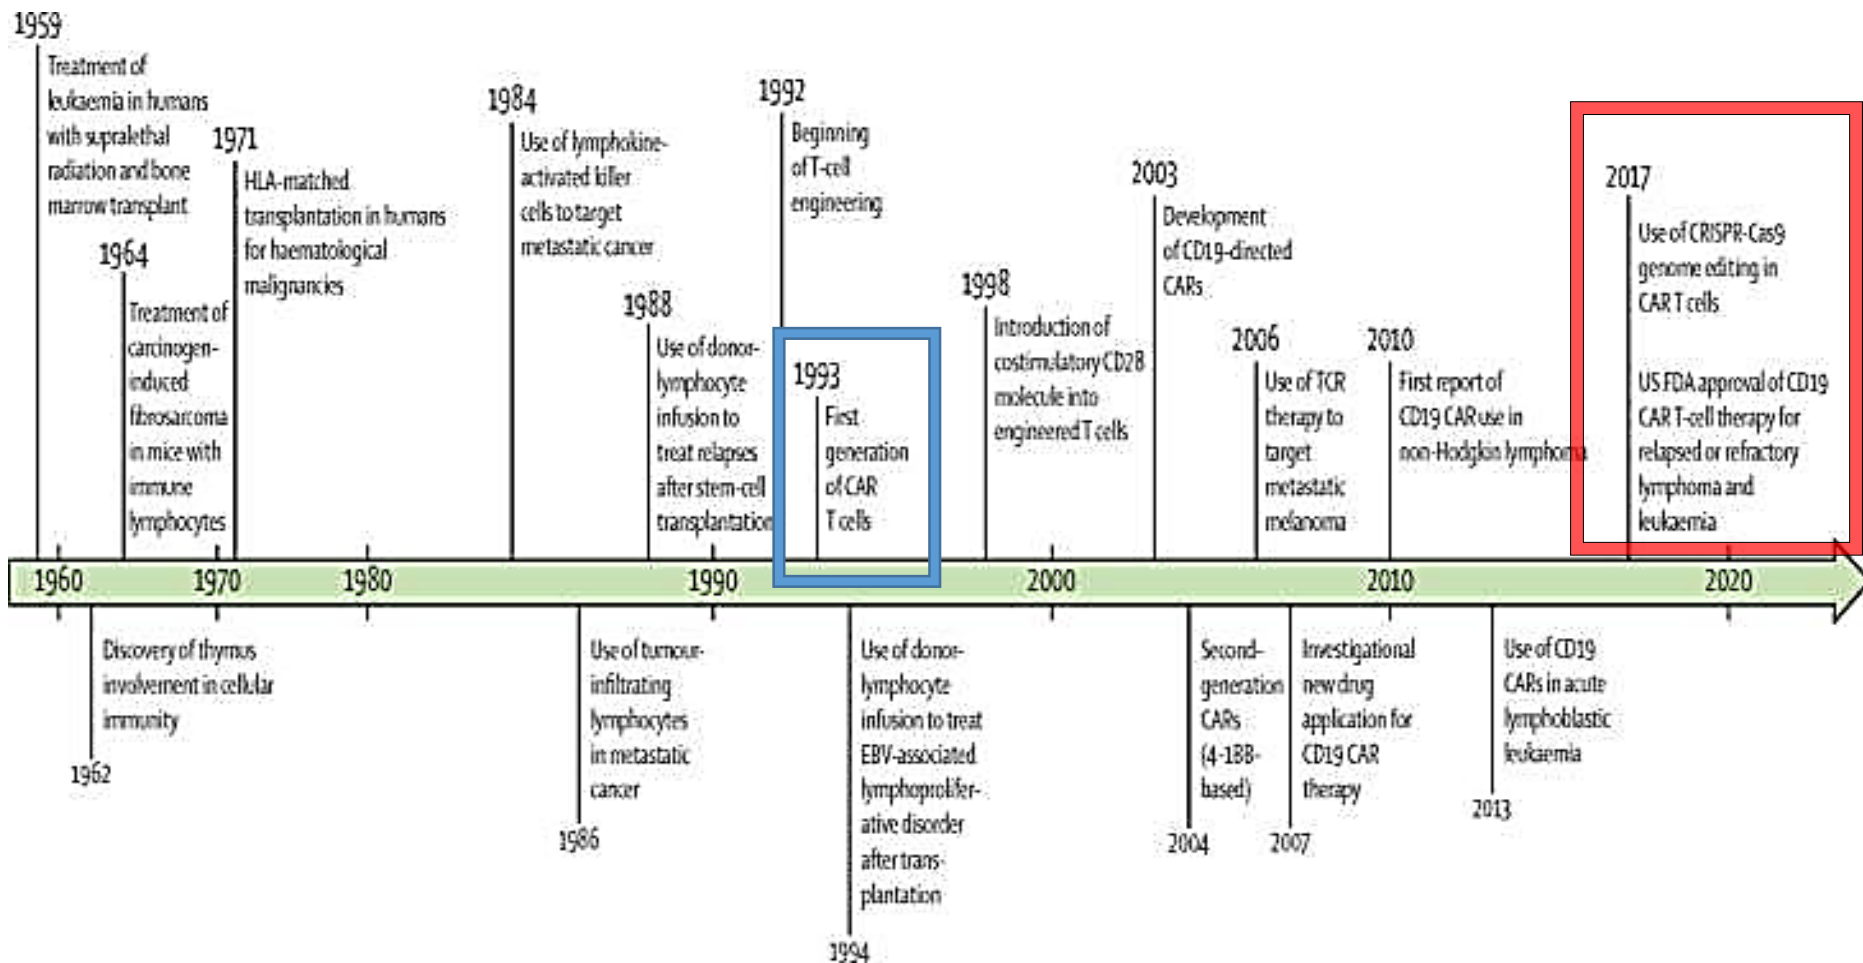 1959
Treatment of
leukaemia in humans
with supralethal
radiation and bone
marrow transplant
1964
Treatment of
carcinogen-
induced
fibrosarcoma
in mice with
immune
lymphocytes
1971
HLA-matched
transplantation in humans
for haematological
malignancies
1984
Use of lymphokine-
activated killer
cells to target
metastatic cancer
1988
Use of donor-
lymphocyte
infusion to
treat relapses
after stem-cell
transplantation
1992
Beginning
of T-cell
engineering
1993
First
generation
of CAR
T cells
1998
Introduction of
costimulatory CD28
molecule into
engineered T cells
2003
Development
of CD19-directed
CARs
2006
Use of TCR
therapy to
target
metastatic
melanoma
2010
First report of
CD19 CAR use in
non-Hodgkin lymphoma
2017
Use of CRISPR-Cas9
genome editing in
CAR T cells
US FDA approval of CD19
CAR T-cell therapy for
relapsed or refractory
lymphoma and
leukaemia
1960 1970 1980 1990 2000 2010 2020
Discovery of thymus
involvement in cellular
immunity
1962
Use of tumour-
infiltrating
lymphocytes
in metastatic
cancer
1986
Use of donor-
lymphocyte
infusion to treat
EBV-associated
lymphoprolifer-
ative disorder
after trans-
plantation
1994
Second-
generation
CARs
(4-1BB-
based)
2004
Investigational
new drug
application for
CD19 CAR
therapy
2007
Use of CD19
CARs in acute
lymphoblastic
leukaemia
2013